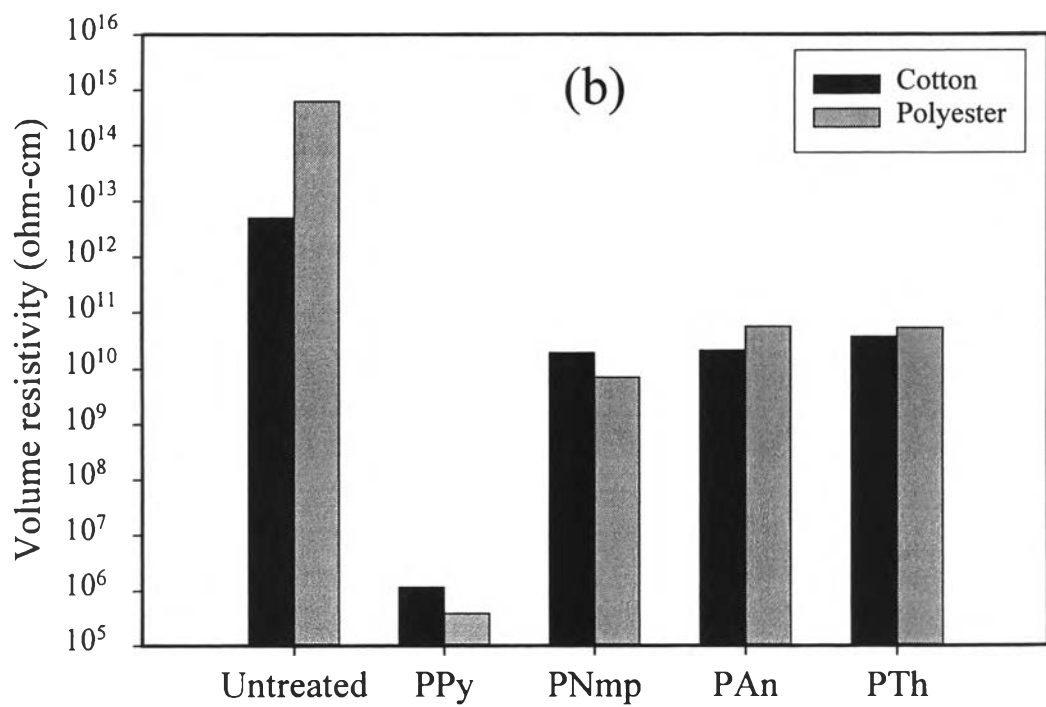 (b)
Cotton
Polyester
Volume resistivity (ohm-cm)
10^16
10^15
10^14
10^13
10^12
10^11
10^10
10^9
10^8
10^7
10^6
10^5
Untreated PPy PNmp PAn PTh